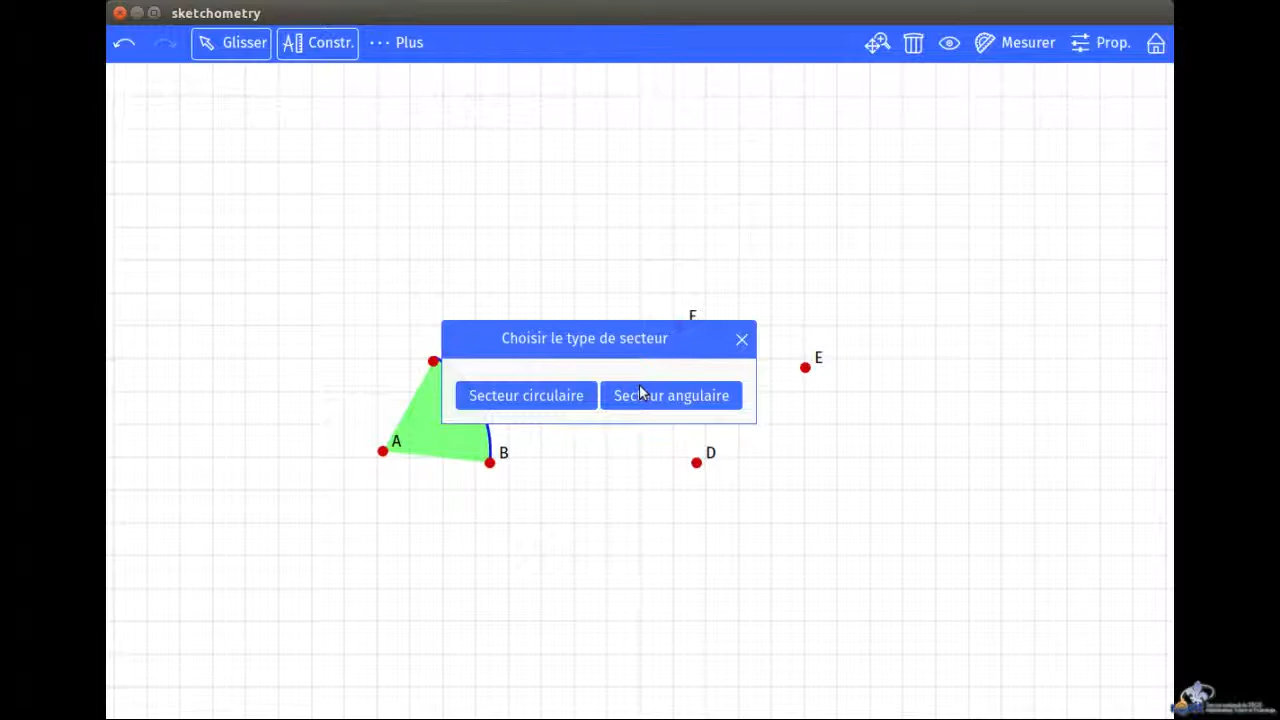 sketchometry
Glisser Constr. Plus Mesurer Prop.
F
Choisir le type de secteur
E
Secteur circulaire Secteur angulaire
A
B D